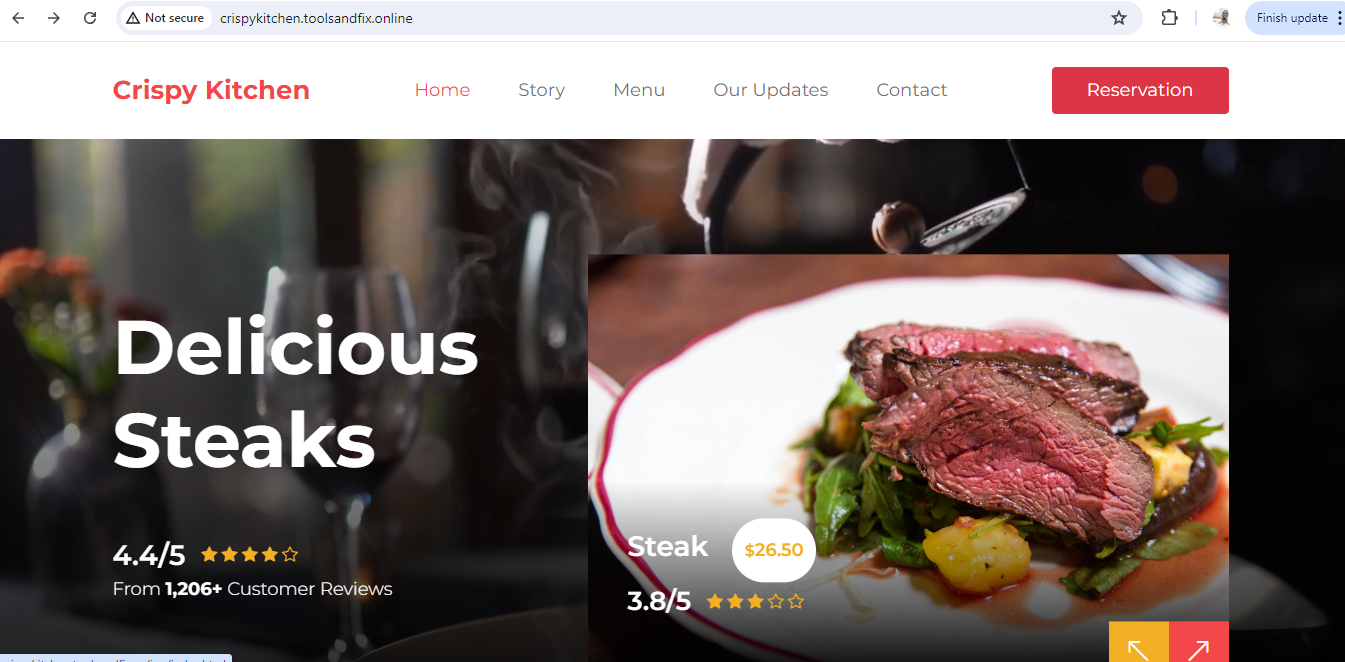 Not secure
crispykitchen.toolsandfix.online
Finish update
Crispy Kitchen
Home
Story
Menu
Our Updates
Contact
Reservation
Delicious
Steaks
4.4/5
From 1,206+ Customer Reviews
Steak
$26.50
3.8/5